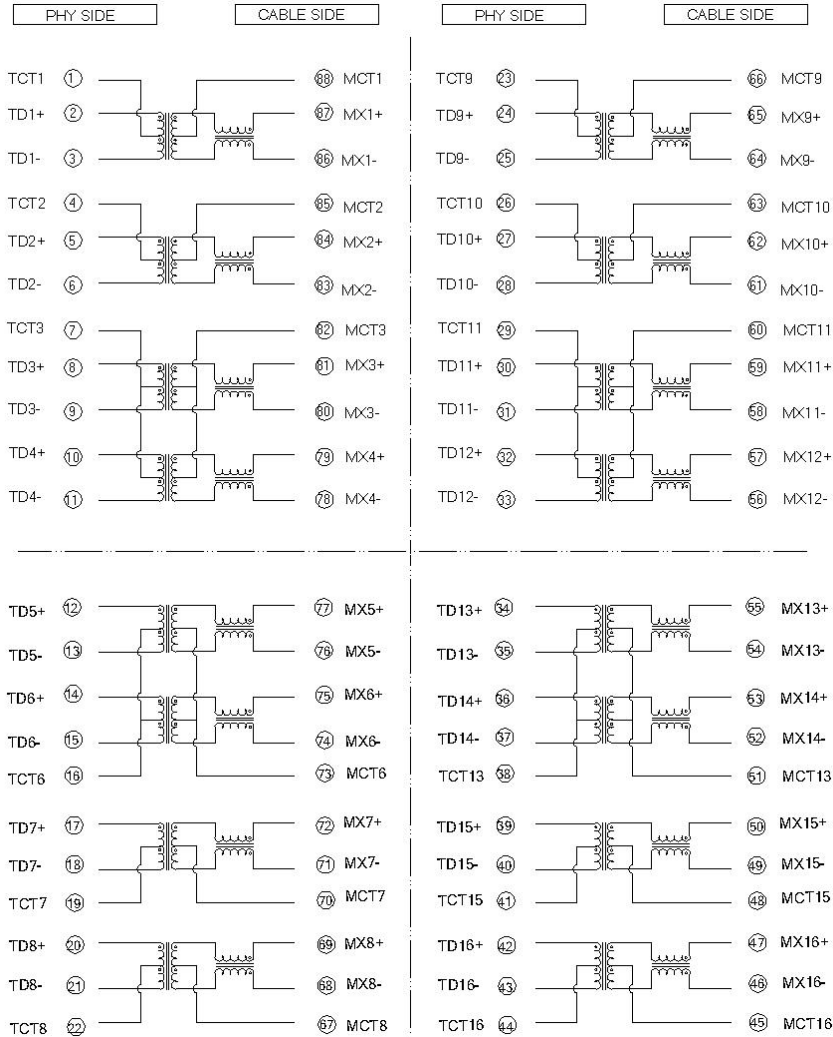 PHY SIDE CABLE SIDE PHY SIDE CABLE SIDE
TCT1 1 88 MCT1 TCT9 23 66 MCT9
TD1+ 2 87 MX1+ TD9+ 24 65 MX9+
TD1- 3 86 MX1- TD9- 25 64 MX9-
TCT2 4 85 MCT2 TCT10 26 63 MCT10
TD2+ 5 84 MX2+ TD10+ 27 62 MX10+
TD2- 6 83 MX2- TD10- 28 61 MX10-
TCT3 7 82 MCT3 TCT11 29 60 MCT11
TD3+ 8 81 MX3+ TD11+ 30 59 MX11+
TD3- 9 80 MX3- TD11- 31 58 MX11-
TD4+ 10 79 MX4+ TD12+ 32 57 MX12+
TD4- 11 78 MX4- TD12- 33 56 MX12-
TD5+ 12 77 MX5+ TD13+ 34 55 MX13+
TD5- 13 76 MX5- TD13- 35 54 MX13-
TD6+ 14 75 MX6+ TD14+ 36 53 MX14+
TD6- 15 74 MX6- TD14- 37 52 MX14-
TCT6 16 73 MCT6 TCT13 38 51 MCT13
TD7+ 17 72 MX7+ TD15+ 39 50 MX15+
TD7- 18 71 MX7- TD15- 40 49 MX15-
TCT7 19 70 MCT7 TCT15 41 48 MCT15
TD8+ 20 69 MX8+ TD16+ 42 47 MX16+
TD8- 21 68 MX8- TD16- 43 46 MX16-
TCT8 22 67 MCT8 TCT16 44 45 MCT16